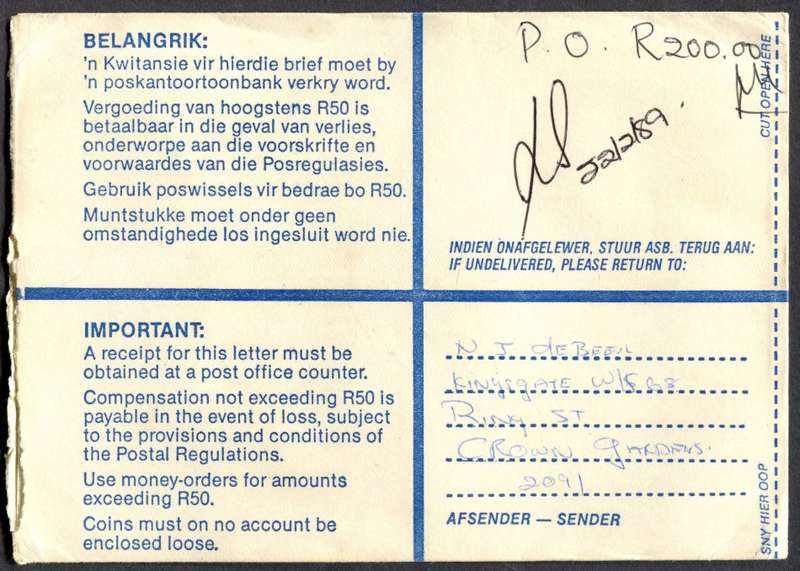 BELANGRIK:
'n Kwitansie vir hierdie brief moet by
'n poskantoortoonbank verkry word.
Vergoeding van hoogstens R50 is
betaalbaar in die geval van verlies,
onderworpe aan die voorskrifte en
voorwaardes van die Posregulasies.
Gebruik poswissels vir bedrae bo R50.
Muntstukke moet onder geen
omstandighede los ingesluit word nie.
P.O. R200.00
22/2/89.
CUT OPEN HERE
INDIEN ONAFGELEWER, STUUR ASB. TERUG AAN:
IF UNDELIVERED, PLEASE RETURN TO:
IMPORTANT:
A receipt for this letter must be
obtained at a post office counter.
Compensation not exceeding R50 is
payable in the event of loss, subject
to the provisions and conditions of
the Postal Regulations.
Use money-orders for amounts
exceeding R50.
Coins must on no account be
enclosed loose.
N J deBeer
KINGSGATE
RING ST
CROWN GARDENS.
2091
AFSENDER — SENDER
SNY HIER OOP